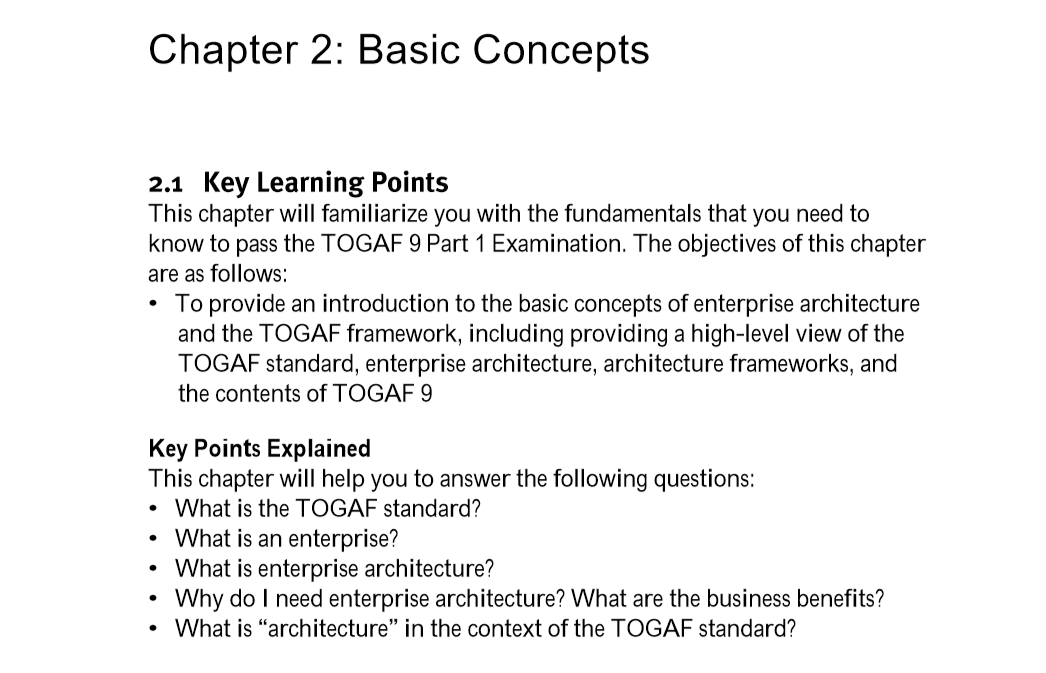 Chapter 2: Basic Concepts
2.1 Key Learning Points
This chapter will familiarize you with the fundamentals that you need to
know to pass the TOGAF 9 Part 1 Examination. The objectives of this chapter
are as follows:
• To provide an introduction to the basic concepts of enterprise architecture
and the TOGAF framework, including providing a high-level view of the
TOGAF standard, enterprise architecture, architecture frameworks, and
the contents of TOGAF 9
Key Points Explained
This chapter will help you to answer the following questions:
• What is the TOGAF standard?
• What is an enterprise?
• What is enterprise architecture?
• Why do I need enterprise architecture? What are the business benefits?
• What is “architecture” in the context of the TOGAF standard?